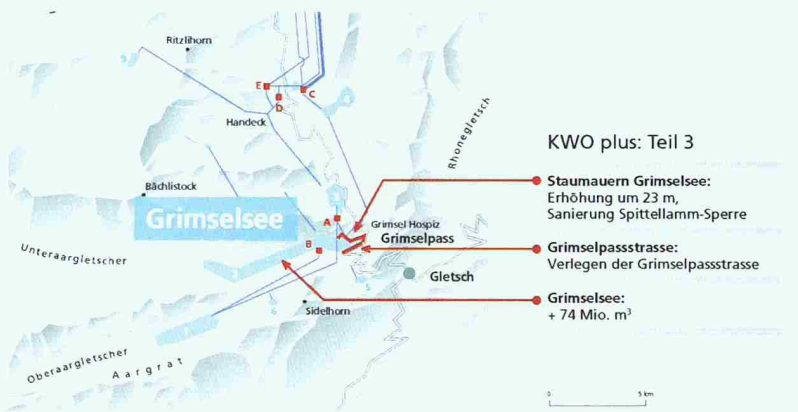 Ritzlihorn
E
C
D
Handeck
Rhonegletsch
KWO plus: Teil 3
Bächlistock
Staumauern Grimselsee:
Erhöhung um 23 m,
Sanierung Spittellamm-Sperre
Grimselsee
A
Grimsel Hospiz
Grimselpass
B
Grimselpassstrasse:
Verlegen der Grimselpassstrasse
Unteraargletscher
Gletsch
Grimselsee:
+ 74 Mio. m³
Sidelhorn
Oberaargletscher
Aargrat
0 5 km